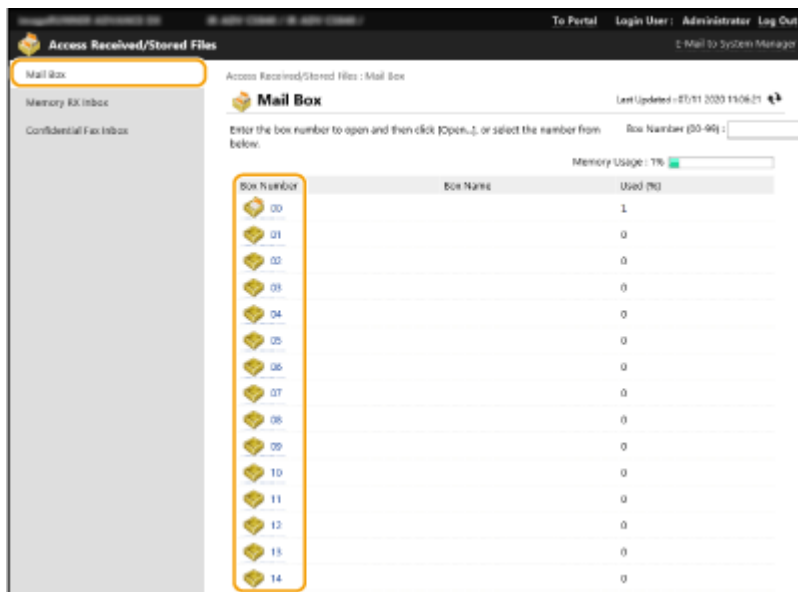 To Portal Login User : Administrator Log Out
Access Received/Stored Files
E-Mail to System Manager
Mail Box
Memory RX Inbox
Confidential Fax Inbox
Access Received/Stored Files : Mail Box
Mail Box
Last Updated : 07/11 2020 11:06:21
Enter the box number to open and then click [Open...], or select the number from below.
Box Number (00-99) :
Memory Usage : 1%
Box Number Box Name Used (%)
00 1
01 0
02 0
03 0
04 0
05 0
06 0
07 0
08 0
09 0
10 0
11 0
12 0
13 0
14 0